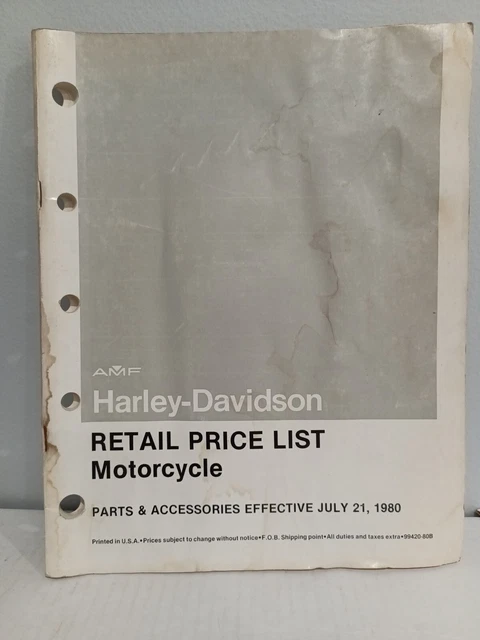 AMF
Harley-Davidson
RETAIL PRICE LIST
Motorcycle
PARTS & ACCESSORIES EFFECTIVE JULY 21, 1980
Printed in U.S.A.•Prices subject to change without notice•F.O.B. Shipping point•All duties and taxes extra•99420-80B